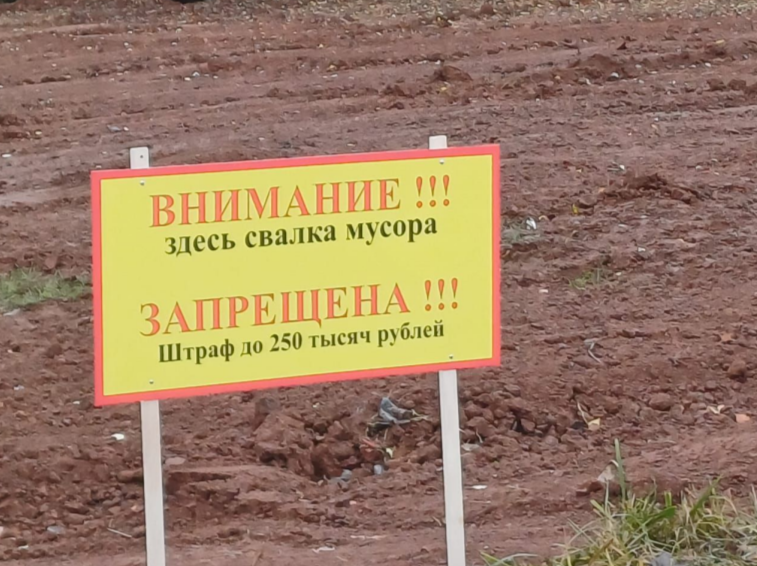 ВНИМАНИЕ !!!
здесь свалка мусора
ЗАПРЕЩЕНА !!!
Штраф до 250 тысяч рублей